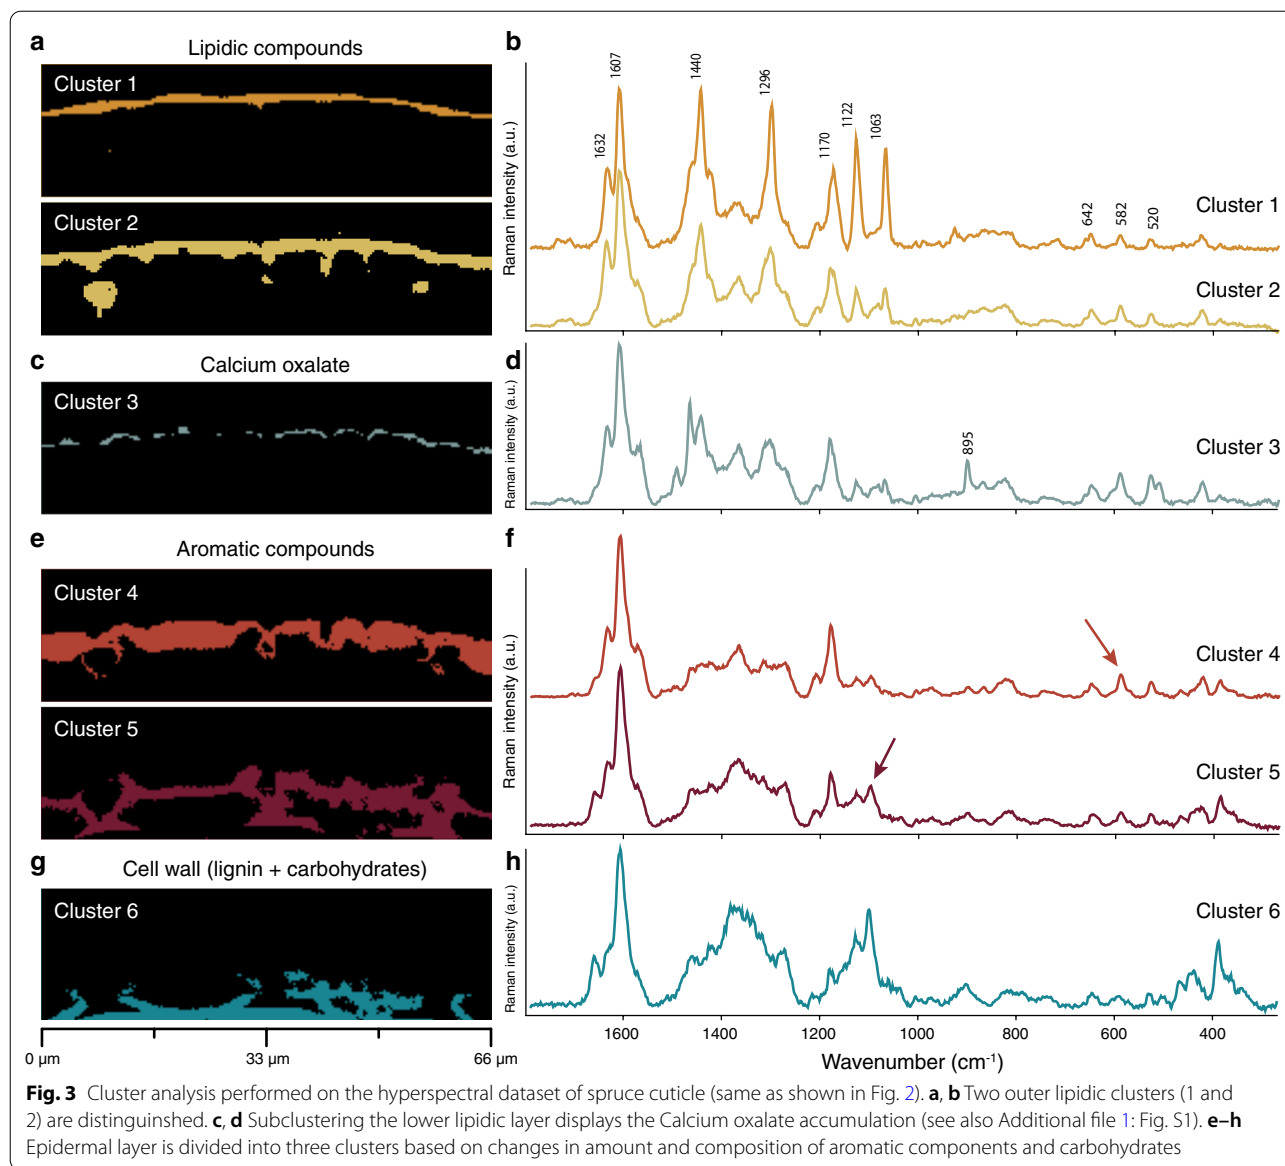 a
Lipidic compounds
Cluster 1
Cluster 2
b
Raman intensity (a.u.)
1632
1607
1440
1296
1170
1122
1063
642
582
520
Cluster 1
Cluster 2
c
Calcium oxalate
Cluster 3
d
Raman intensity (a.u.)
895
Cluster 3
e
Aromatic compounds
Cluster 4
Cluster 5
f
Raman intensity (a.u.)
Cluster 4
Cluster 5
g
Cell wall (lignin + carbohydrates)
Cluster 6
0 µm 33 µm 66 µm
h
Raman intensity (a.u.)
Cluster 6
1600 1400 1200 1000 800 600 400
Wavenumber (cm⁻¹)
Fig. 3 Cluster analysis performed on the hyperspectral dataset of spruce cuticle (same as shown in Fig. 2). a, b Two outer lipidic clusters (1 and
2) are distinguinshed. c, d Subclustering the lower lipidic layer displays the Calcium oxalate accumulation (see also Additional file 1: Fig. S1). e–h
Epidermal layer is divided into three clusters based on changes in amount and composition of aromatic components and carbohydrates